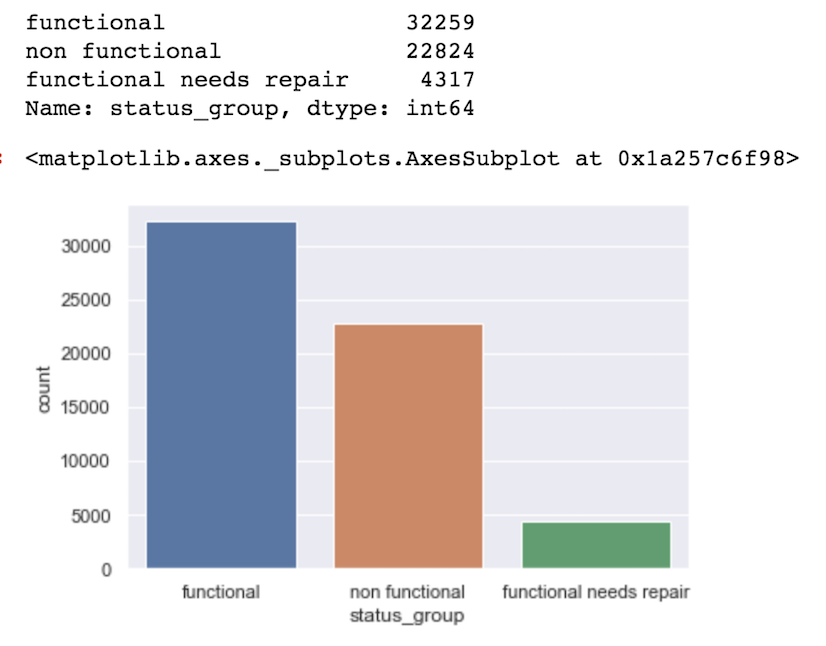 functional 32259
non functional 22824
functional needs repair 4317
Name: status_group, dtype: int64
<matplotlib.axes._subplots.AxesSubplot at 0x1a257c6f98>
30000
25000
20000
15000
10000
5000
0
count
functional non functional functional needs repair
status_group